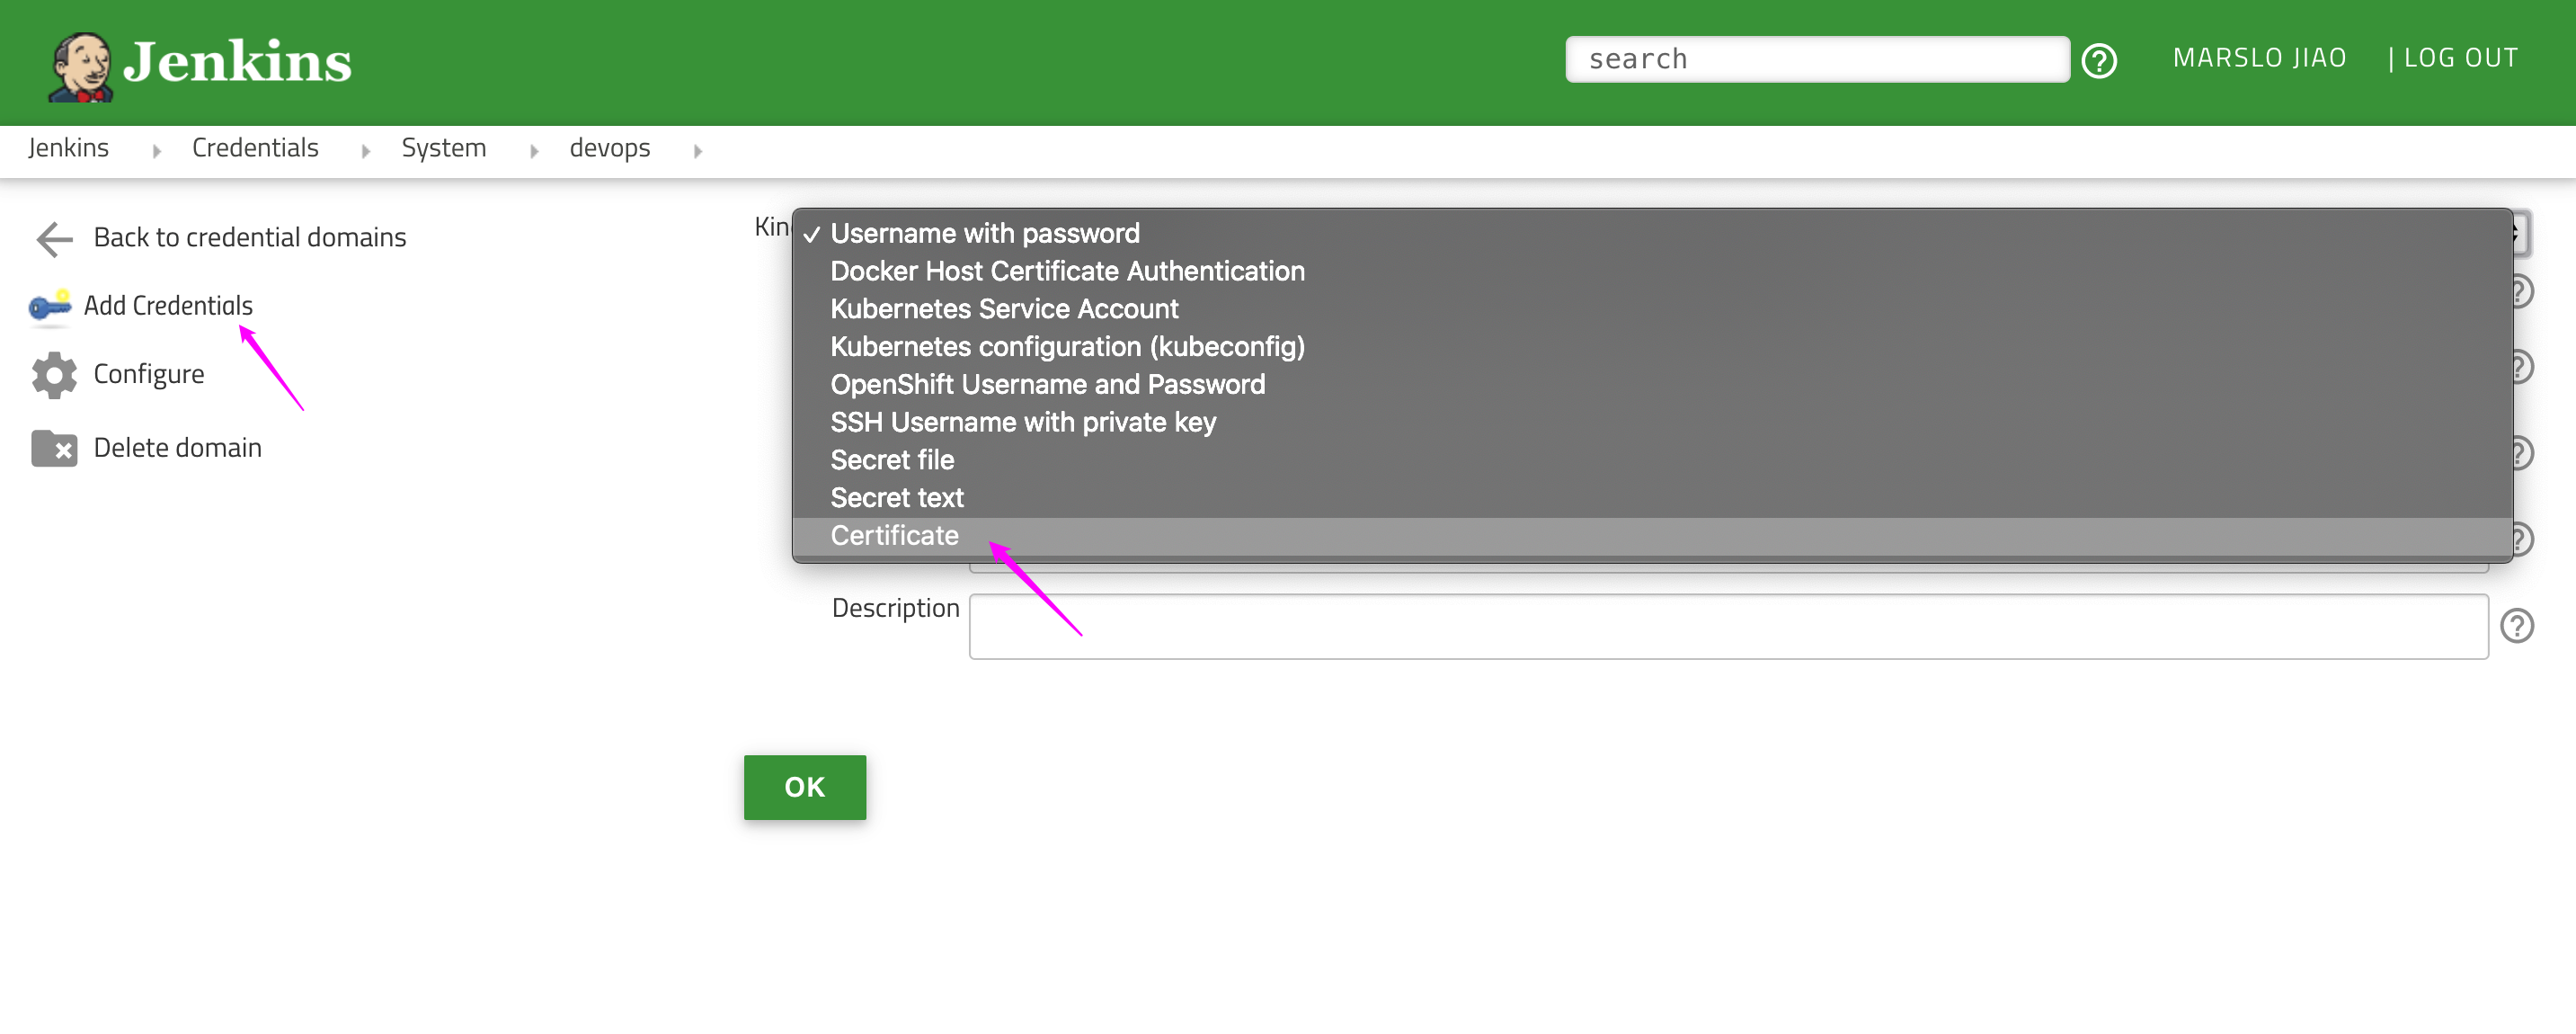 Jenkins
search
?
MARSLO JIAO
| LOG OUT
Jenkins
Credentials
System
devops
Back to credential domains
Add Credentials
Configure
Delete domain
Kin
✓ Username with password
Docker Host Certificate Authentication
Kubernetes Service Account
Kubernetes configuration (kubeconfig)
OpenShift Username and Password
SSH Username with private key
Secret file
Secret text
Certificate
?
?
?
?
Description
?
OK